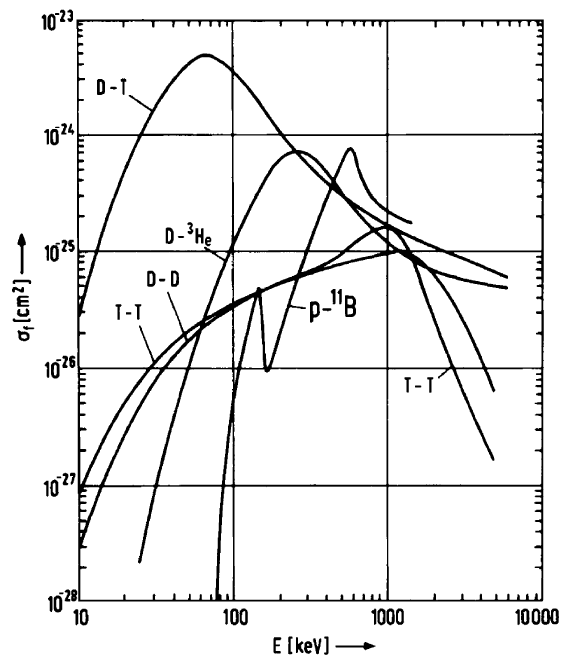 10⁻²³
D-T
10⁻²⁴
D-³He
10⁻²⁵
D-D
T-T
p-¹¹B
10⁻²⁶
T-T
10⁻²⁷
10⁻²⁸
σf [cm²]
10 100 1000 10000
E [keV]